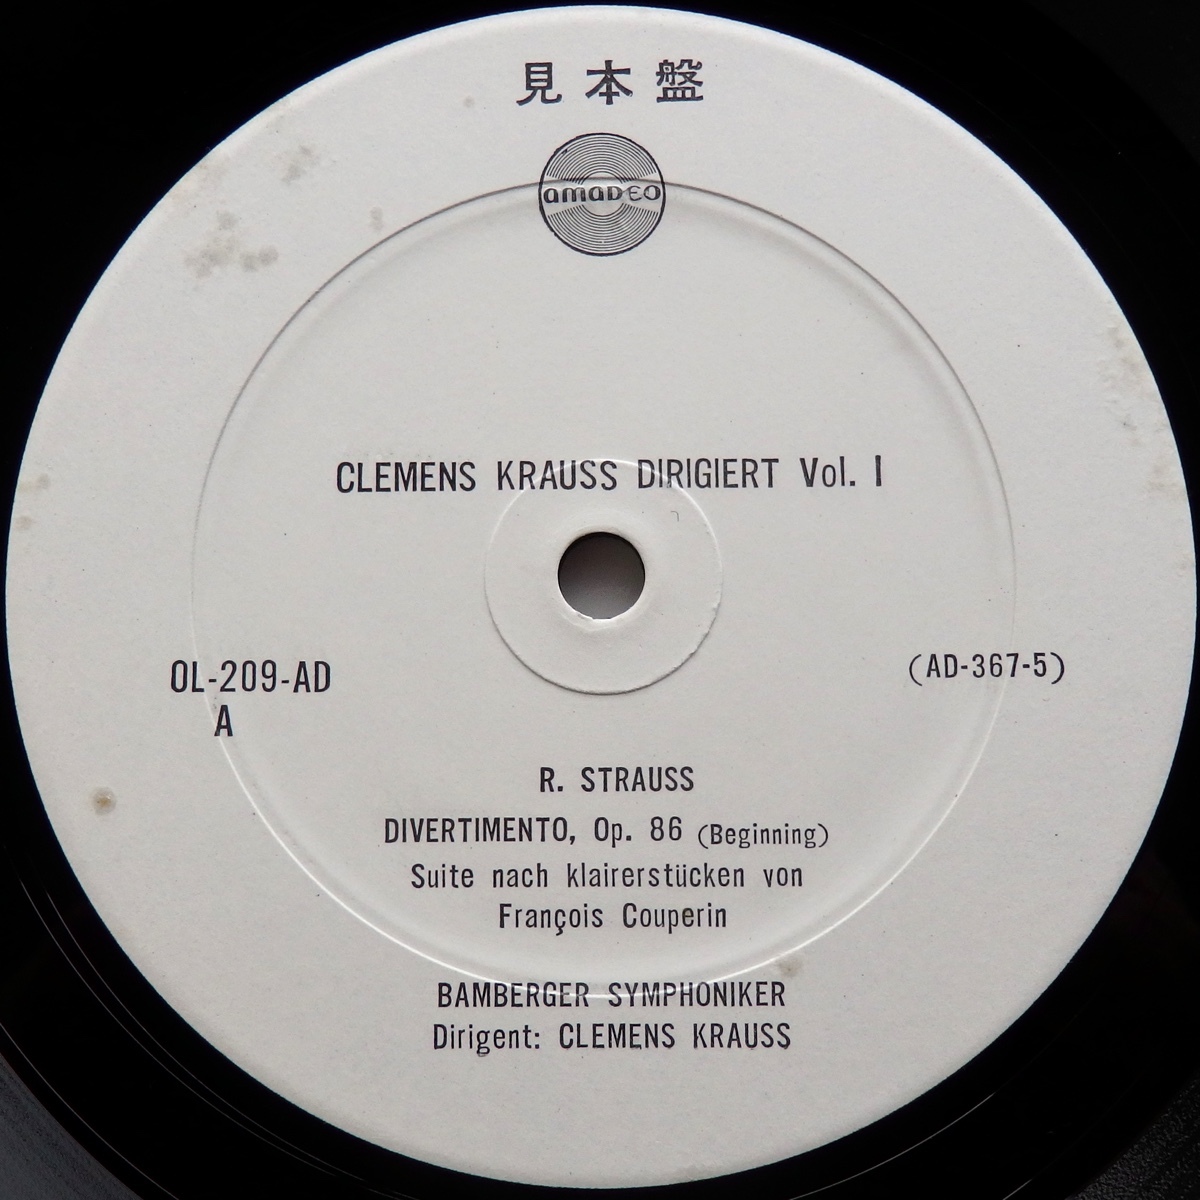 見本盤
amadeo
CLEMENS KRAUSS DIRIGIERT Vol. I
OL-209-AD
A
(AD-367-5)
R. STRAUSS
DIVERTIMENTO, Op. 86 (Beginning)
Suite nach klairerstücken von
François Couperin
BAMBERGER SYMPHONIKER
Dirigent: CLEMENS KRAUSS